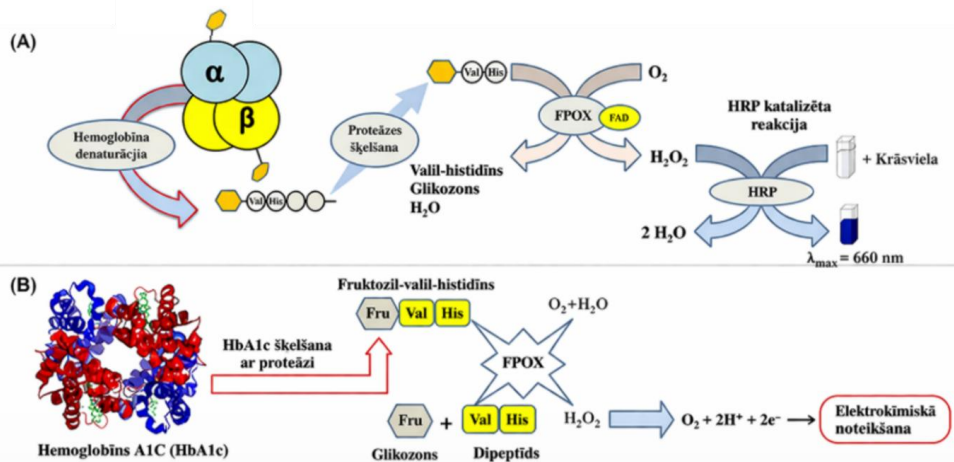 (A)
α
β
Hemoglobīna
denaturācjia
Val His
Proteāzes
šķelšana
Val His
O₂
FPOX
FAD
Valil-histidīns
Glikozons
H₂O
H₂O₂
HRP katalizēta
reakcija
+ Krāsviela
HRP
2 H₂O
λmax = 660 nm
(B)
Hemoglobīns A1C (HbA1c)
HbA1c šķelšana
ar proteāzi
Fruktozil-valil-histidīns
Fru Val His
O₂+H₂O
FPOX
Fru + Val His
Glikozons Dipeptīds
H₂O₂
O₂ + 2H⁺ + 2e⁻
Elektroķīmiskā
noteikšana